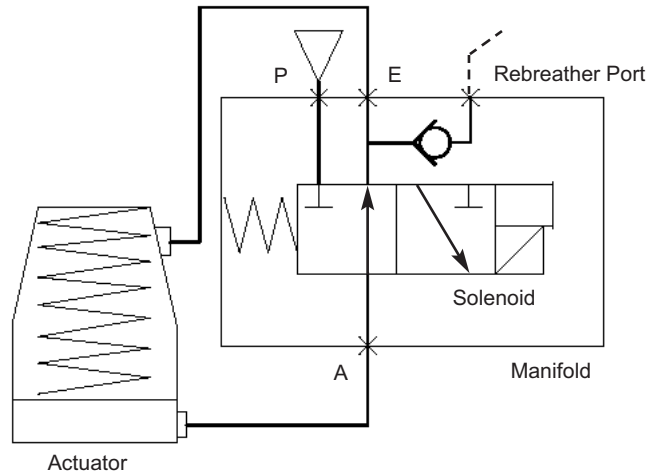 P
E
Rebreather Port
Solenoid
A
Manifold
Actuator